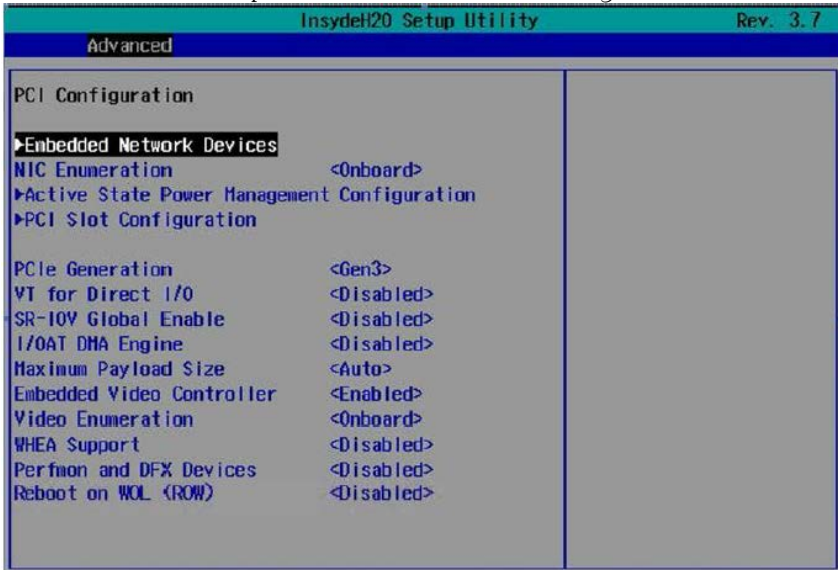 InsydeH20 Setup Utility Rev. 3.7
Advanced
PCI Configuration
▶Embedded Network Devices
NIC Enumeration <Onboard>
▶Active State Power Management Configuration
▶PCI Slot Configuration
PCIe Generation <Gen3>
VT for Direct I/O <Disabled>
SR-IOV Global Enable <Disabled>
I/OAT DMA Engine <Disabled>
Maximum Payload Size <Auto>
Embedded Video Controller <Enabled>
Video Enumeration <Onboard>
WHEA Support <Disabled>
Perfmon and DFX Devices <Disabled>
Reboot on WOL (ROW) <Disabled>